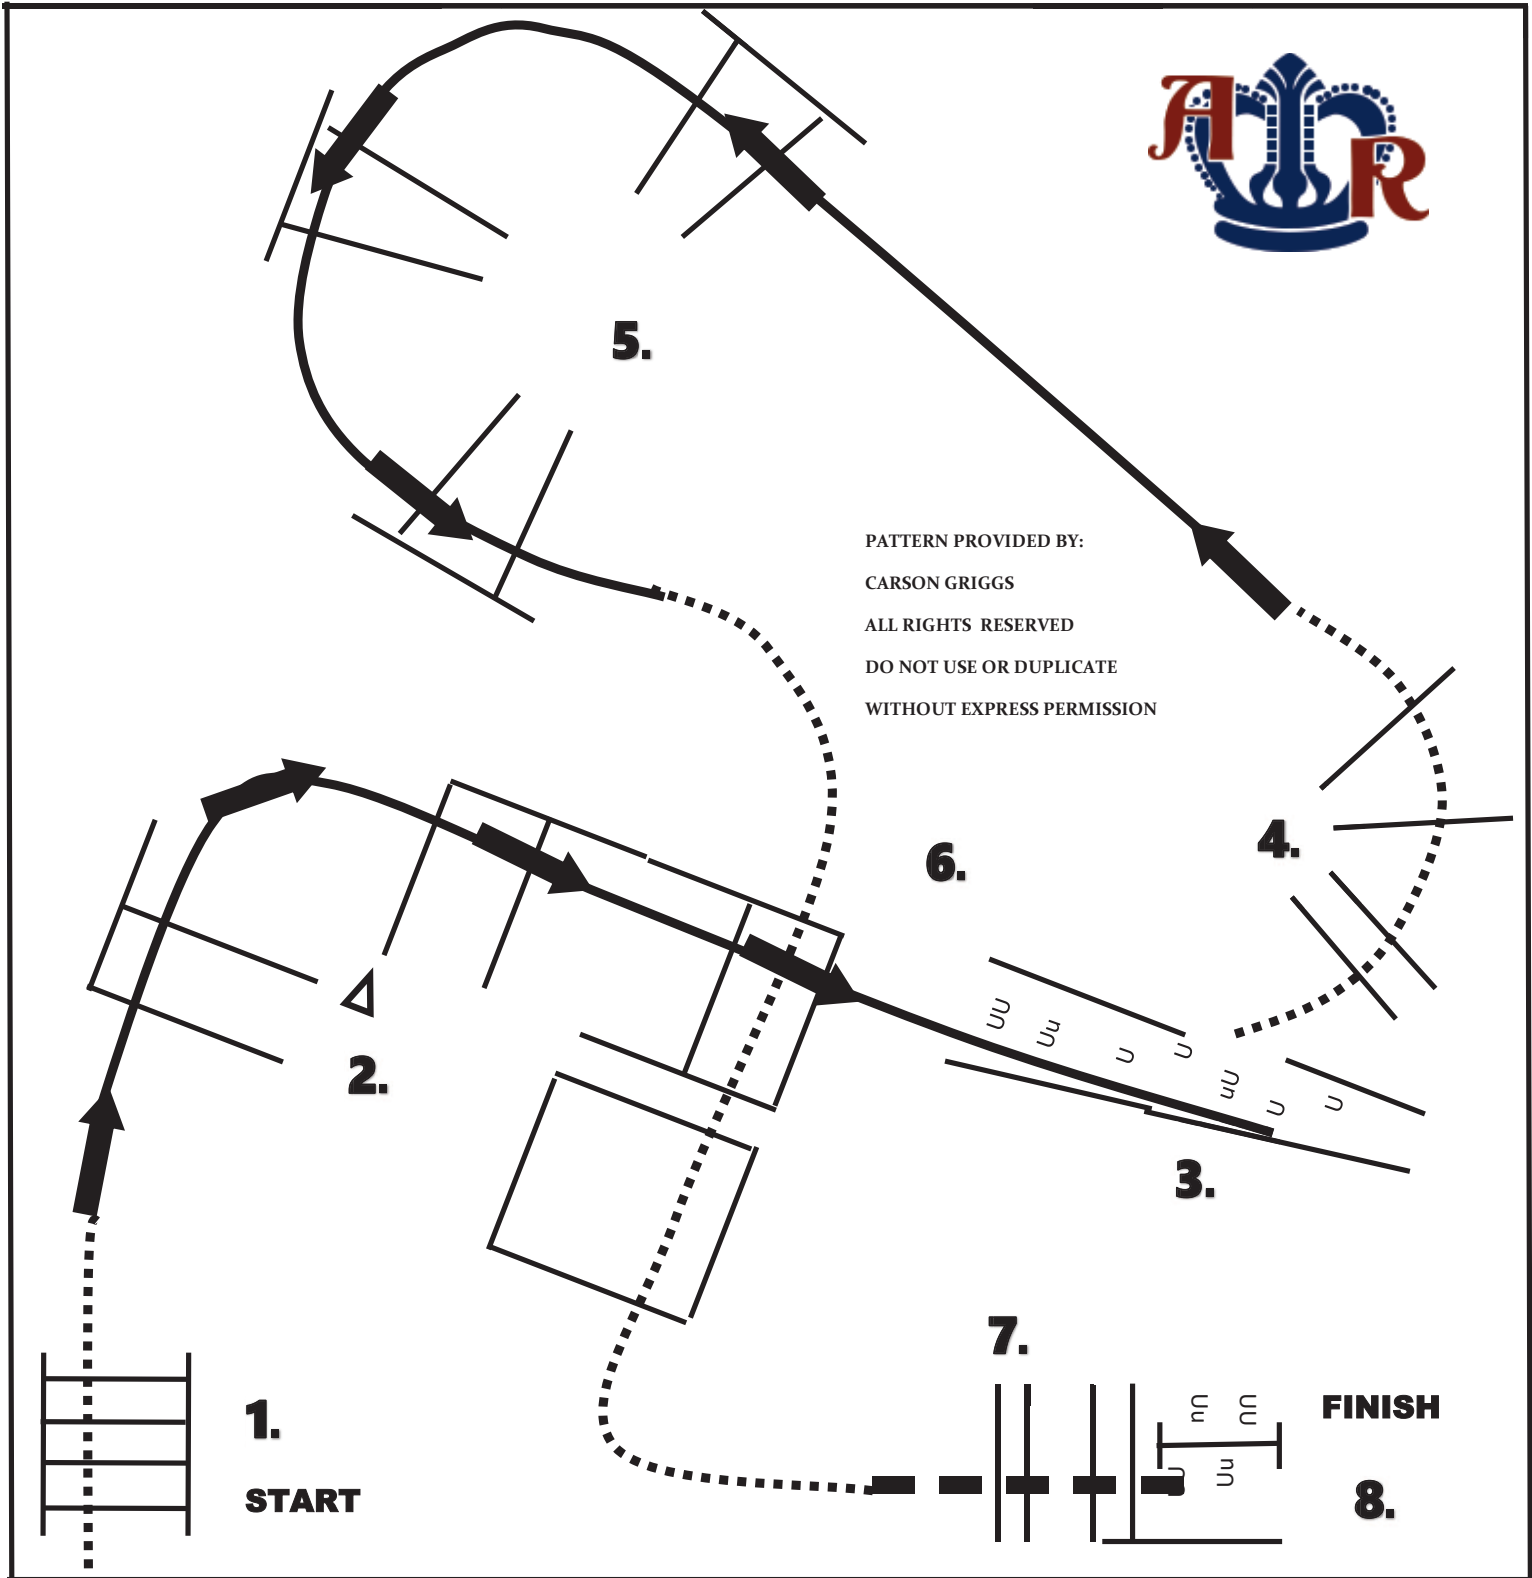 A
R
5.
PATTERN PROVIDED BY:
CARSON GRIGGS
ALL RIGHTS RESERVED
DO NOT USE OR DUPLICATE
WITHOUT EXPRESS PERMISSION
4.
6.
2.
3.
7.
1.
START
FINISH
8.